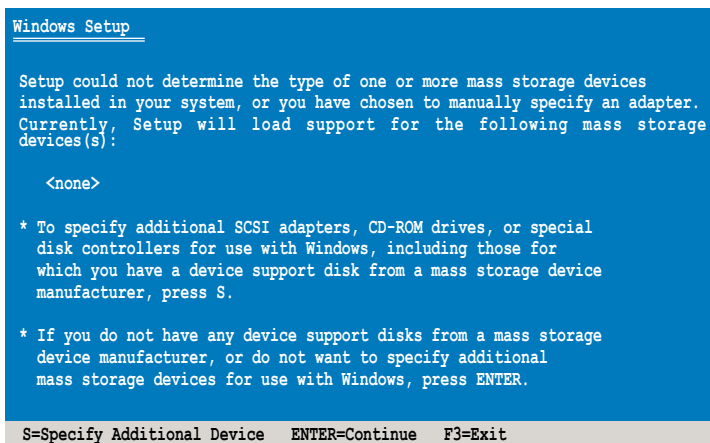 Windows Setup
Setup could not determine the type of one or more mass storage devices
installed in your system, or you have chosen to manually specify an adapter.
Currently, Setup will load support for the following mass storage
devices(s):
<none>
* To specify additional SCSI adapters, CD-ROM drives, or special
disk controllers for use with Windows, including those for
which you have a device support disk from a mass storage device
manufacturer, press S.
* If you do not have any device support disks from a mass storage
device manufacturer, or do not want to specify additional
mass storage devices for use with Windows, press ENTER.
S=Specify Additional Device ENTER=Continue F3=Exit